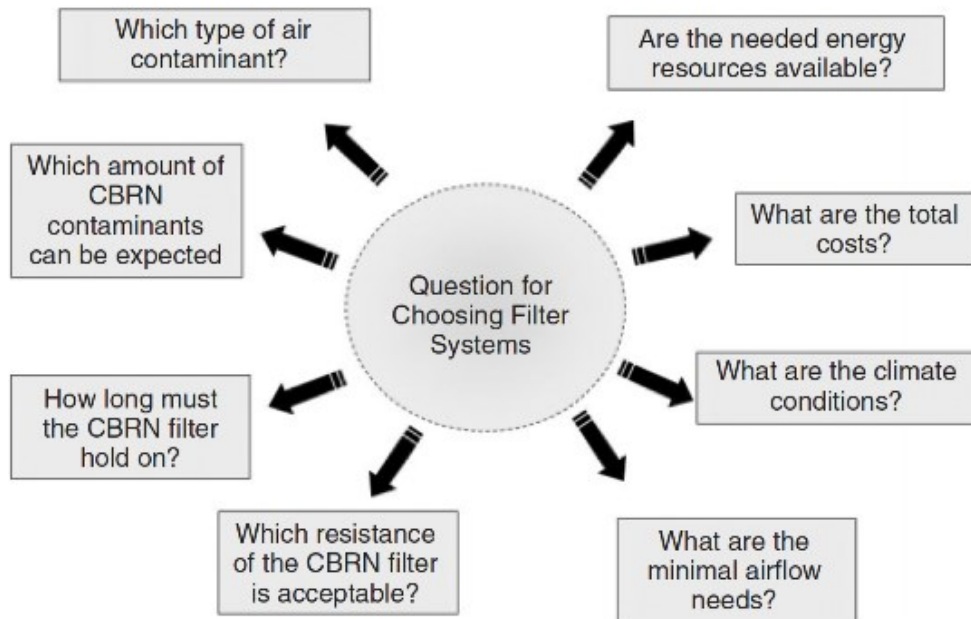 Which type of air
contaminant?
Are the needed energy
resources available?
Which amount of
CBRN
contaminants
can be expected
What are the total
costs?
Question for
Choosing Filter
Systems
How long must
the CBRN filter
hold on?
What are the climate
conditions?
Which resistance
of the CBRN filter
is acceptable?
What are the
minimal airflow
needs?